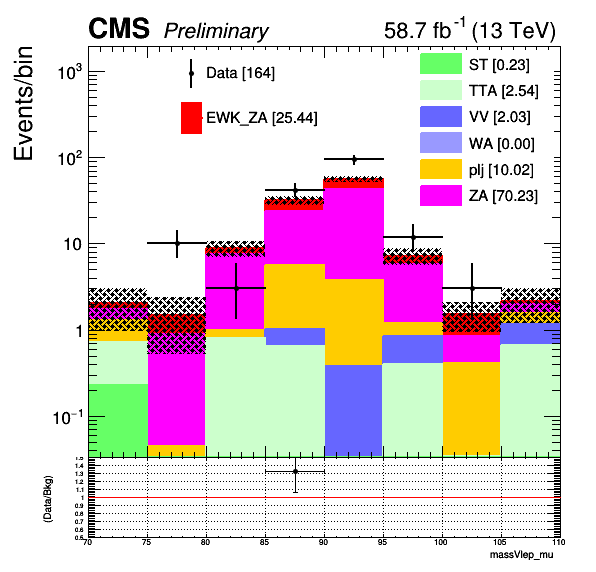 CMS Preliminary 58.7 fb⁻¹ (13 TeV)
Events/bin
10³
10²
10
1
10⁻¹
Data [164]
EWK_ZA [25.44]
ST [0.23]
TTA [2.54]
VV [2.03]
WA [0.00]
plj [10.02]
ZA [70.23]
(Data/Bkg)
1.5
1.4
1.3
1.2
1.1
1
0.9
0.8
0.7
0.6
0.5
70 75 80 85 90 95 100 105 110
massVlep_mu